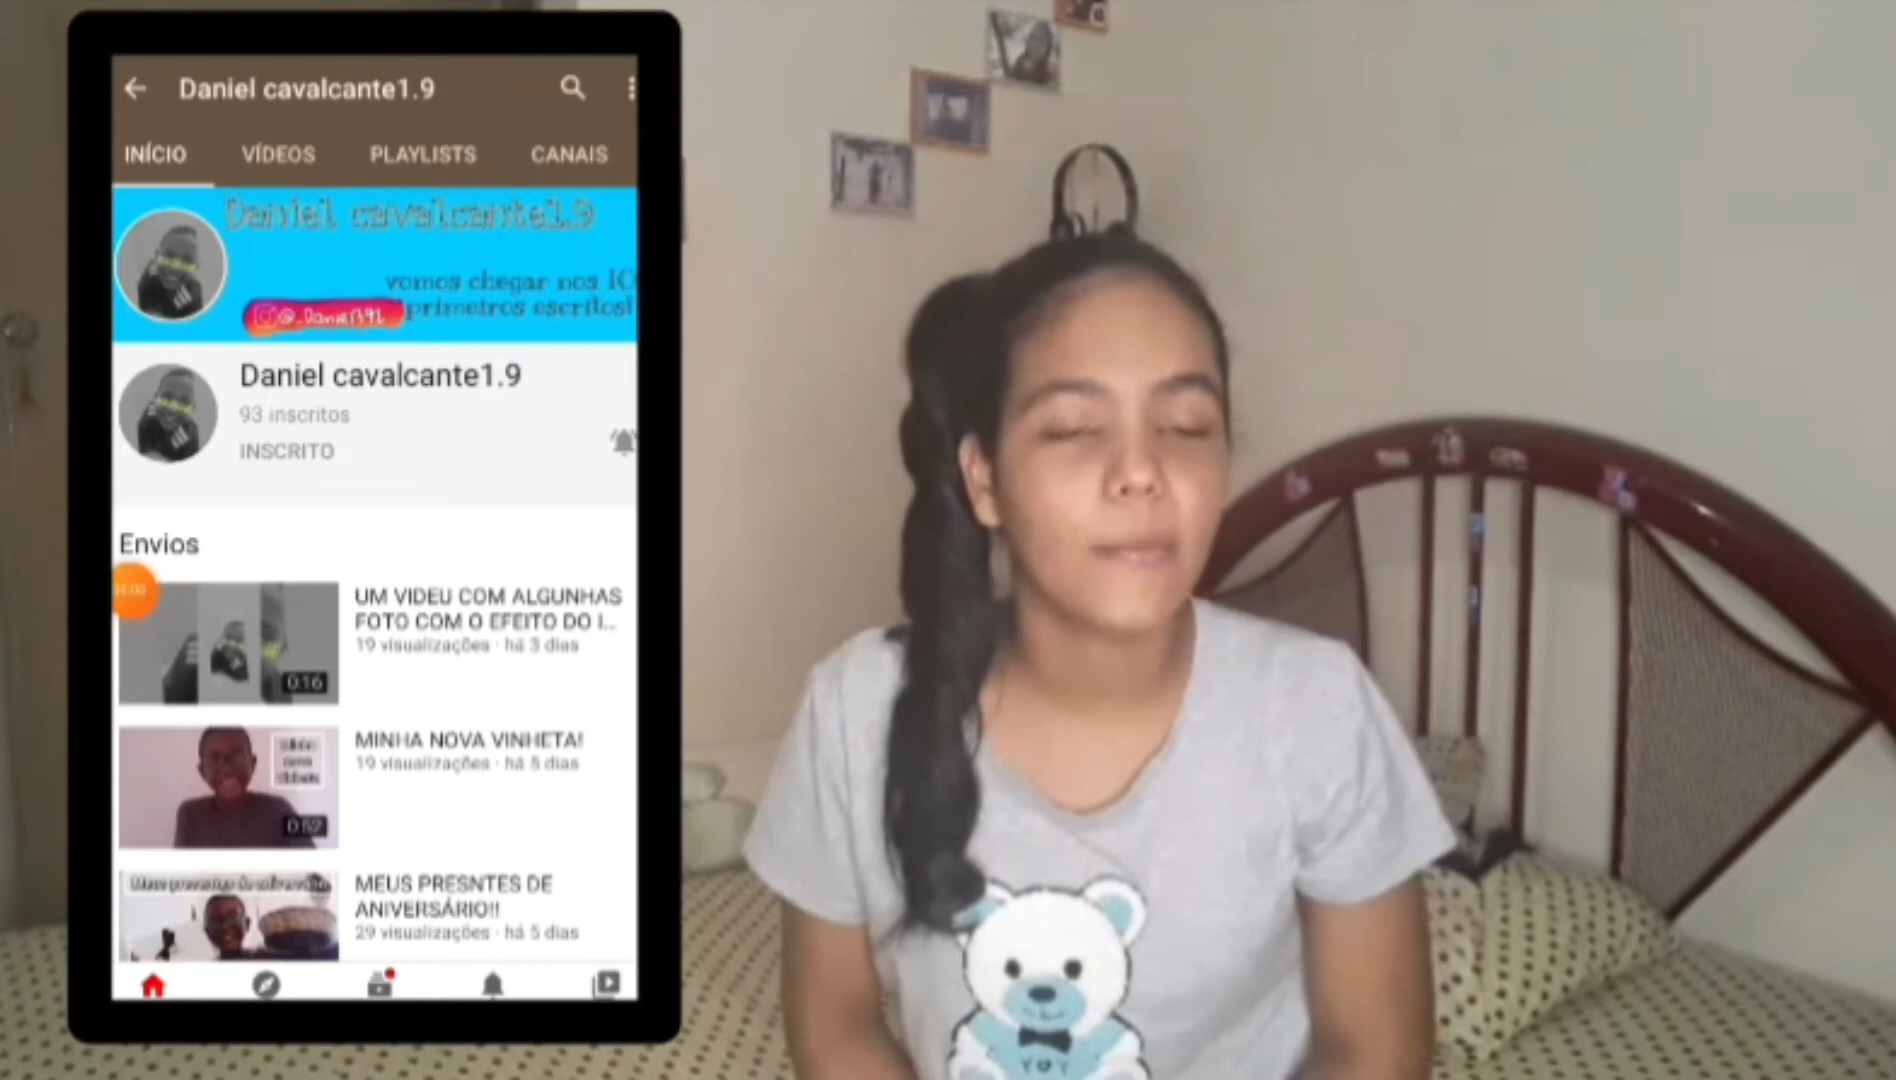 Daniel cavalcante1.9
INÍCIO VÍDEOS PLAYLISTS CANAIS
Daniel cavalcante1.9
vomos chegar nos 10
primeiros escritos!
Daniel cavalcante1.9
93 inscritos
INSCRITO
Envios
UM VIDEU COM ALGUNHAS
FOTO COM O EFEITO DO I...
19 visualizações · há 3 dias
0:16
MINHA NOVA VINHETA!
19 visualizações · há 5 dias
0:52
MEUS PRESNTES DE
ANIVERSÁRIO!!
29 visualizações · há 5 dias